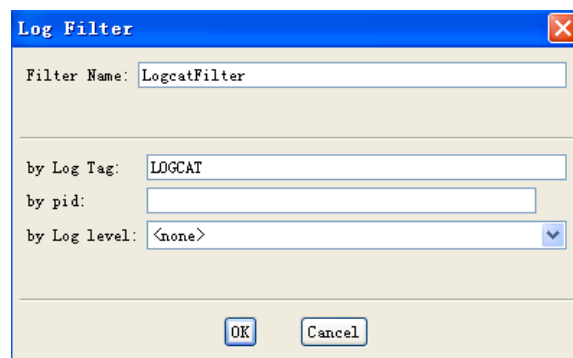 Log Filter
Filter Name: LogcatFilter
by Log Tag: LOGCAT
by pid:
by Log level: <none>
OK Cancel